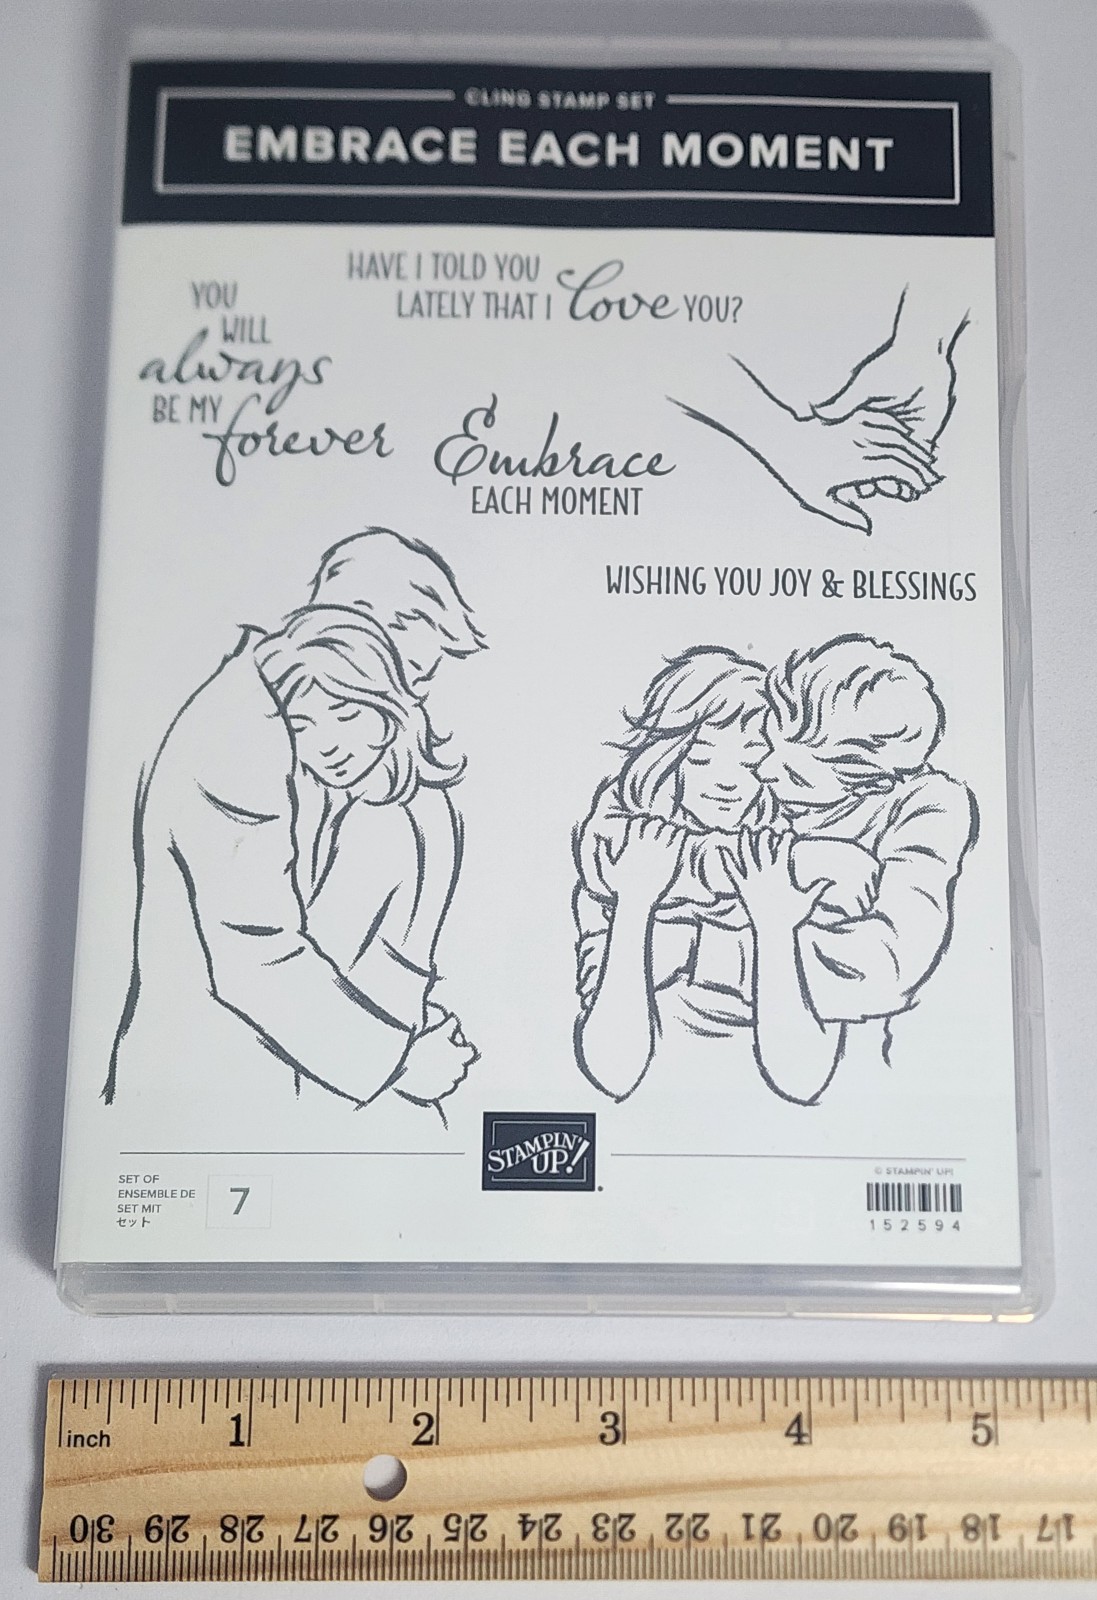 CLING STAMP SET
EMBRACE EACH MOMENT
HAVE I TOLD YOU
LATELY THAT I love YOU?
YOU
WILL
always
BE MY
forever
Embrace
EACH MOMENT
WISHING YOU JOY & BLESSINGS
STAMPIN'
UP!
SET OF
ENSEMBLE DE
SET MIT
セット
7
© STAMPIN' UP!
152594
inch
1 2 3 4 5
30 29 28 27 26 25 24 23 22 21 20 19 18 17